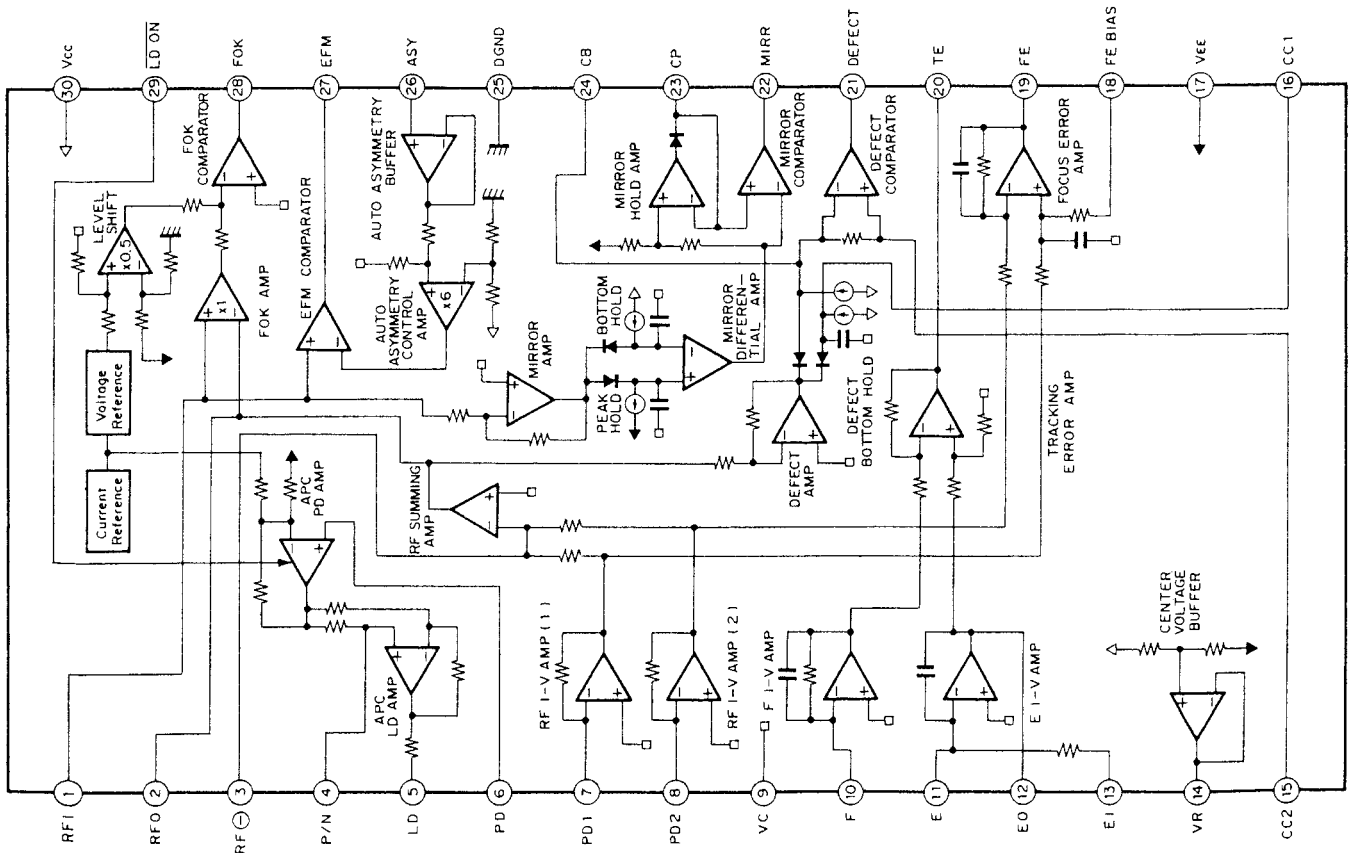 30 Vcc
29 LD ON
28 FOK
27 EFM
26 ASY
25 DGND
24 CB
23 CP
22 MIRR
21 DEFECT
20 TE
19 FE
18 FE BIAS
17 VEE
16 CC1
FOK
COMPARATOR
LEVEL
SHIFT
+
x0.5
−
+
−
x1
FOK AMP
EFM COMPARATOR
+
−
AUTO ASYMMETRY
BUFFER
+
−
AUTO
ASYMMETRY
CONTROL
AMP
+
−
x6
MIRROR
HOLD AMP
+
−
MIRROR
COMPARATOR
+
−
DEFECT
COMPARATOR
+
−
FOCUS ERROR
AMP
−
+
Voltage
Reference
Current
Reference
APC
PD AMP
−
+
MIRROR
AMP
+
−
BOTTOM
HOLD
PEAK
HOLD
MIRROR
DIFFEREN-
TIAL AMP
−
+
RF SUMMING
AMP
−
+
DEFECT
AMP
−
+
DEFECT
BOTTOM HOLD
TRACKING
ERROR AMP
−
+
APC
LD AMP
+
−
RF I-V AMP (1)
−
+
RF I-V AMP (2)
−
+
F I-V AMP
−
+
E I-V AMP
−
+
CENTER
VOLTAGE
BUFFER
+
−
1 RFI
2 RFO
3 RF⊖
4 P/N
5 LD
6 PD
7 PD1
8 PD2
9 VC
10 F
11 E
12 EO
13 EI
14 VR
15 CC2